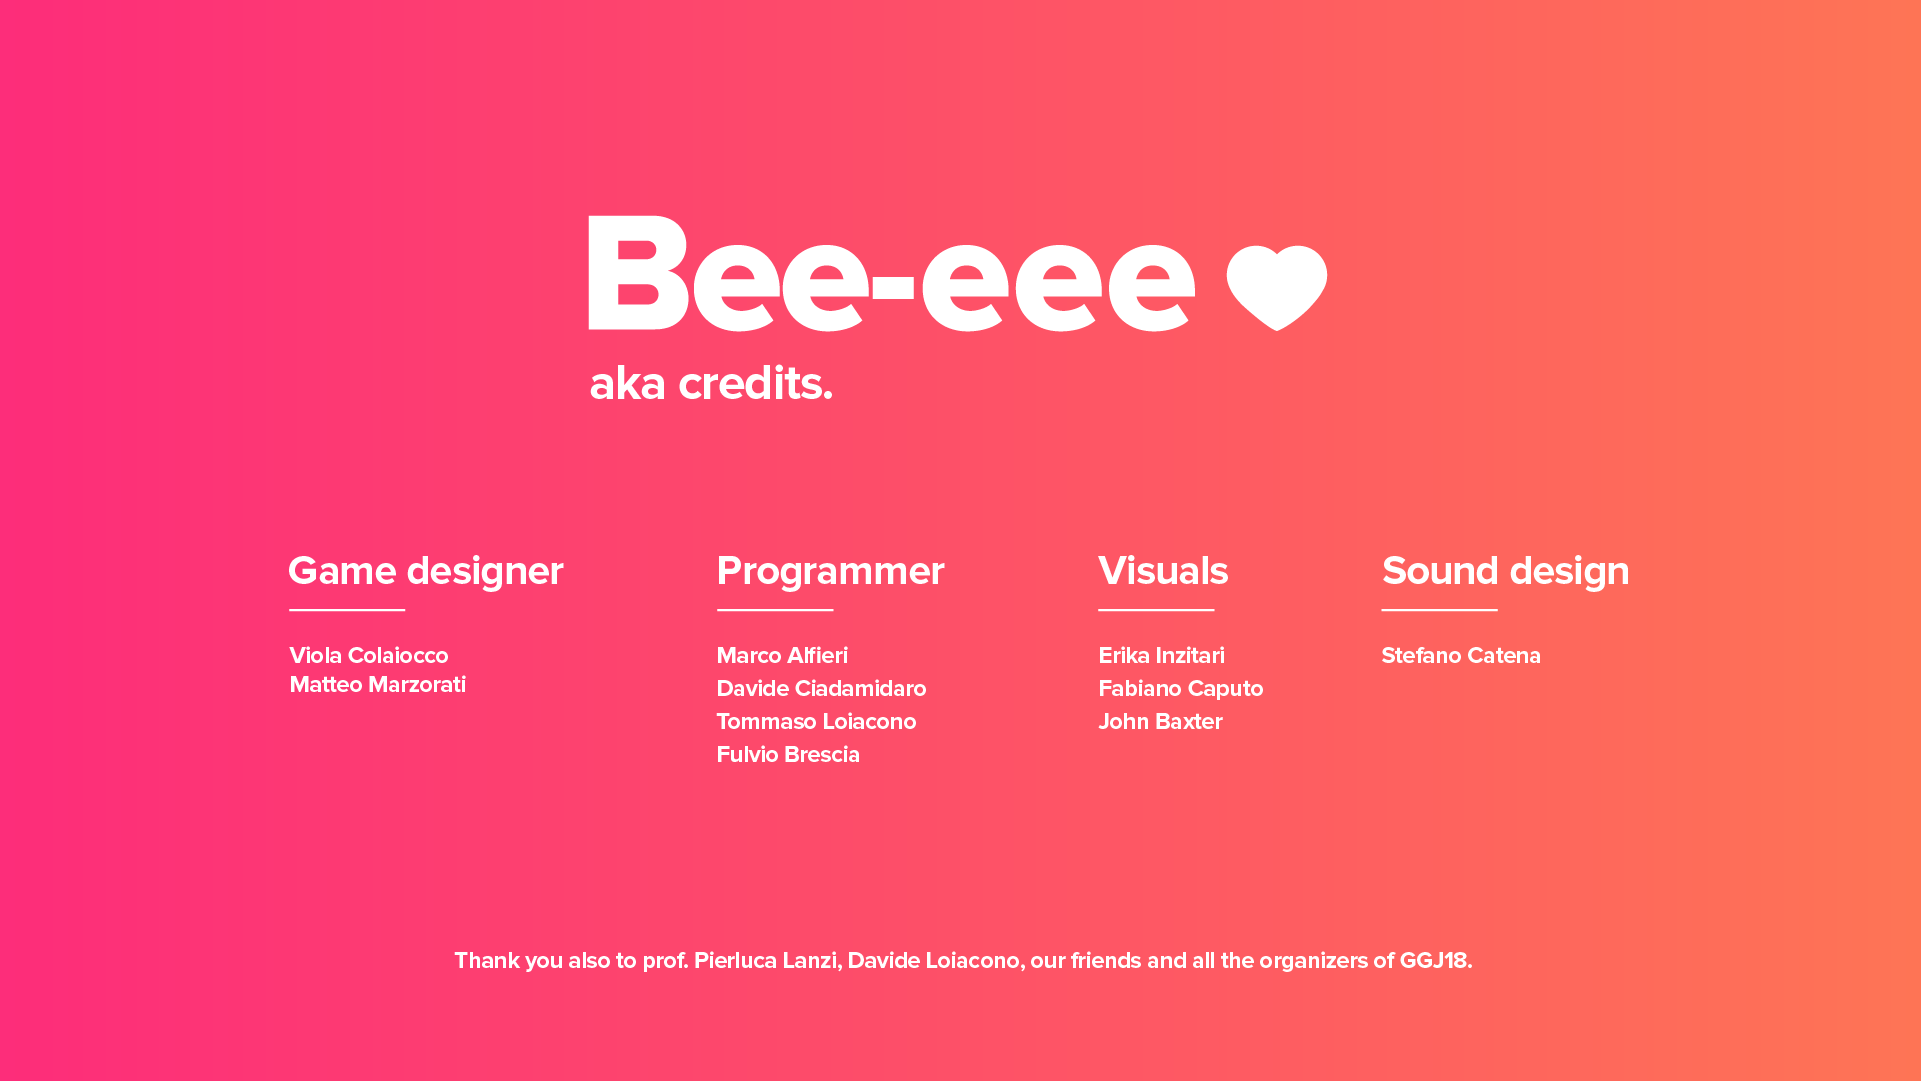 Bee-eee
aka credits.
Game designer
Viola Colaiocco
Matteo Marzorati
Programmer
Marco Alfieri
Davide Ciadamidaro
Tommaso Loiacono
Fulvio Brescia
Visuals
Erika Inzitari
Fabiano Caputo
John Baxter
Sound design
Stefano Catena
Thank you also to prof. Pierluca Lanzi, Davide Loiacono, our friends and all the organizers of GGJ18.